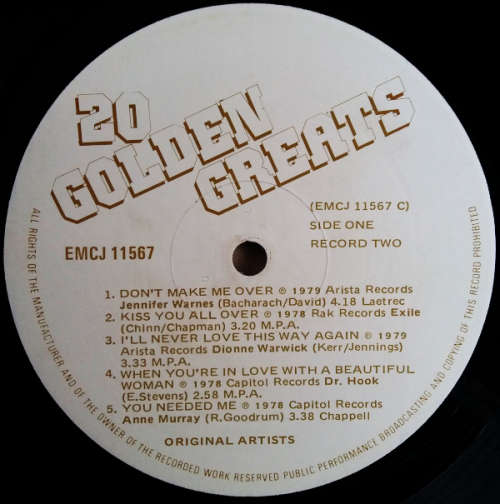 20
GOLDEN
GREATS
(EMCJ 11567 C)
SIDE ONE
EMCJ 11567
RECORD TWO
1. DON'T MAKE ME OVER ℗ 1979 Arista Records
Jennifer Warnes (Bacharach/David) 4.18 Laetrec
2. KISS YOU ALL OVER ℗ 1978 Rak Records Exile
(Chinn/Chapman) 3.20 M.P.A.
3. I'LL NEVER LOVE THIS WAY AGAIN ℗ 1979
Arista Records Dionne Warwick (Kerr/Jennings)
3.33 M.P.A.
4. WHEN YOU'RE IN LOVE WITH A BEAUTIFUL
WOMAN ℗ 1978 Capitol Records Dr. Hook
(E.Stevens) 2.58 M.P.A.
5. YOU NEEDED ME ℗ 1978 Capitol Records
Anne Murray (R.Goodrum) 3.38 Chappell
ORIGINAL ARTISTS
ALL RIGHTS OF THE MANUFACTURER AND OF THE OWNER OF THE RECORDED WORK RESERVED PUBLIC PERFORMANCE BROADCASTING AND COPYING OF THIS RECORD PROHIBITED